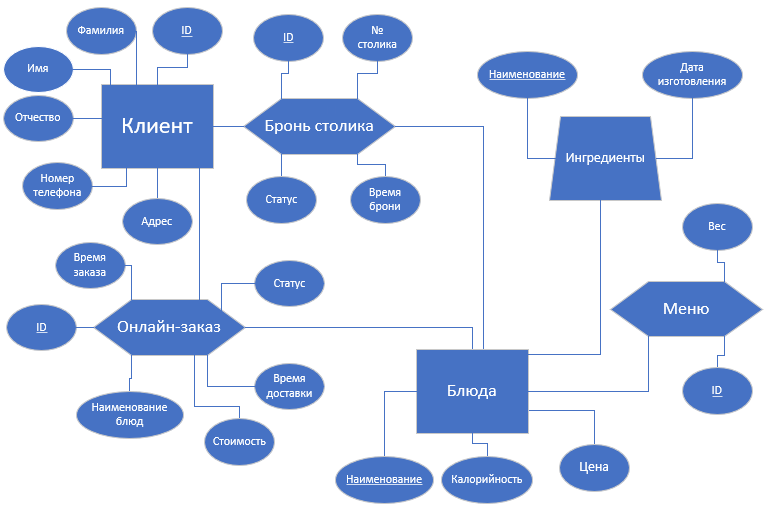 Фамилия
ID
ID
№
столика
Имя
Отчество
Клиент
Бронь столика
Наименование
Дата
изготовления
Ингредиенты
Номер
телефона
Адрес
Статус
Время
брони
Вес
Время
заказа
Статус
ID
Онлайн-заказ
Меню
Блюда
ID
Наименование
блюд
Время
доставки
Стоимость
Наименование
Калорийность
Цена